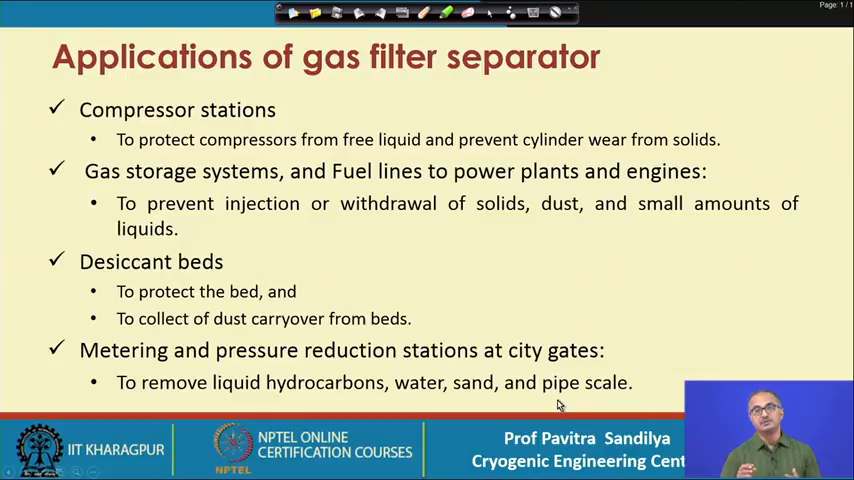 Page: 1 / 1
Applications of gas filter separator
✓ Compressor stations
• To protect compressors from free liquid and prevent cylinder wear from solids.
✓ Gas storage systems, and Fuel lines to power plants and engines:
• To prevent injection or withdrawal of solids, dust, and small amounts of
liquids.
✓ Desiccant beds
• To protect the bed, and
• To collect of dust carryover from beds.
✓ Metering and pressure reduction stations at city gates:
• To remove liquid hydrocarbons, water, sand, and pipe scale.
IIT KHARAGPUR
NPTEL
NPTEL ONLINE
CERTIFICATION COURSES
Prof Pavitra Sandilya
Cryogenic Engineering Cent